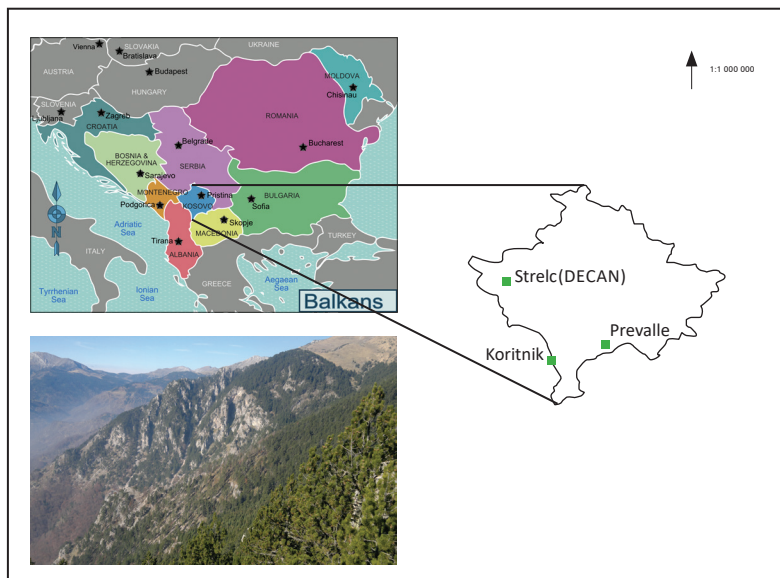 UKRAINE
SLOVAKIA
Vienna
Bratislava
AUSTRIA
Budapest
HUNGARY
MOLDOVA
Chisinau
SLOVENIA
Ljubljana
Zagreb
CROATIA
ROMANIA
Bucharest
Belgrade
BOSNIA &
HERZEGOVINA
Sarajevo
SERBIA
MONTENEGRO
Pristina
KOSOVO
BULGARIA
Sofia
Podgorica
Skopje
MACEDONIA
Adriatic
Sea
N
ITALY
Tirana
ALBANIA
TURKEY
GREECE
Aegaean
Sea
Tyrrhenian
Sea
Ionian
Sea
Balkans
1:1 000 000
Strelc(DECAN)
Prevalle
Koritnik